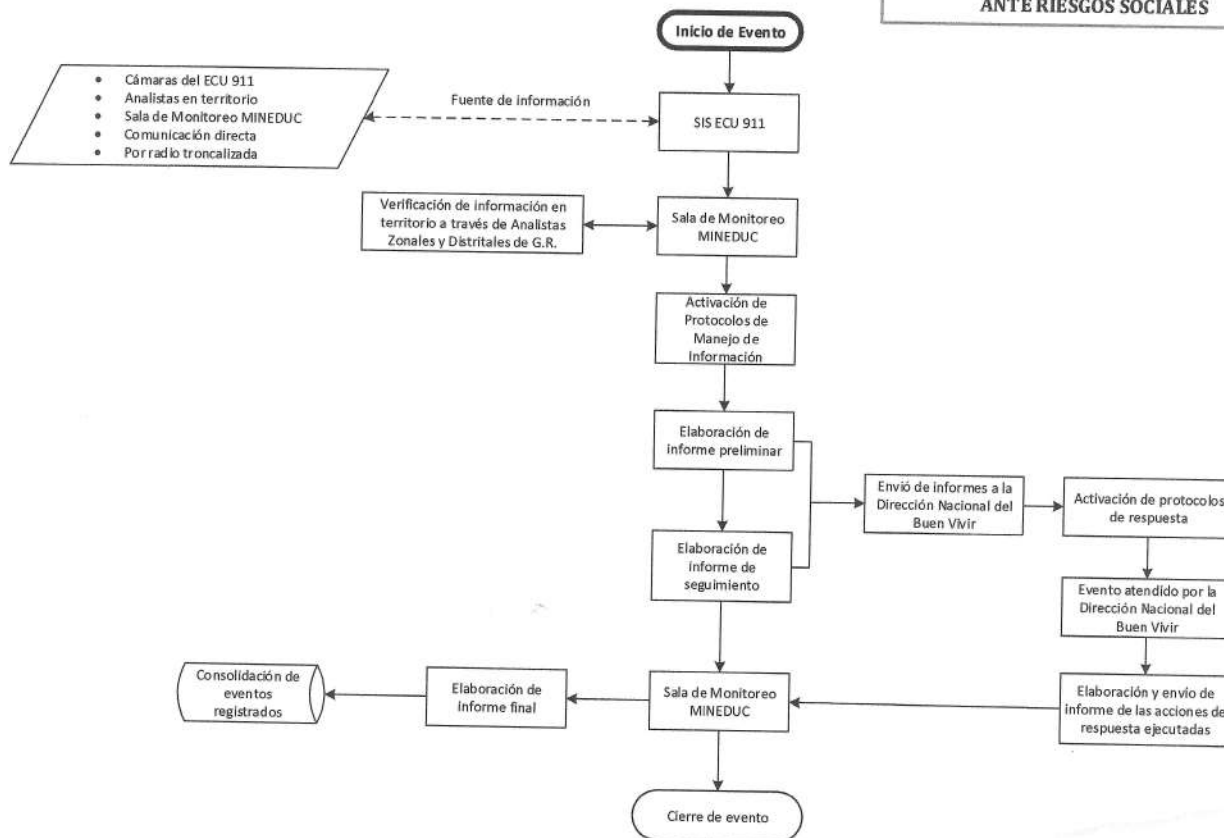 ANTE RIESGOS SOCIALES
Inicio de Evento
• Cámaras del ECU 911
• Analistas en territorio
• Sala de Monitoreo MINEDUC
• Comunicación directa
• Por radio troncalizada
Fuente de información
SIS ECU 911
Verificación de información en
territorio a través de Analistas
Zonales y Distritales de G.R.
Sala de Monitoreo
MINEDUC
Activación de
Protocolos de
Manejo de
Información
Elaboración de
informe preliminar
Envió de informes a la
Dirección Nacional del
Buen Vivir
Activación de protocolos
de respuesta
Elaboración de
informe de
seguimiento
Evento atendido por la
Dirección Nacional del
Buen Vivir
Consolidación de
eventos
registrados
Elaboración de
informe final
Sala de Monitoreo
MINEDUC
Elaboración y envio de
informe de las acciones de
respuesta ejecutadas
Cierre de evento